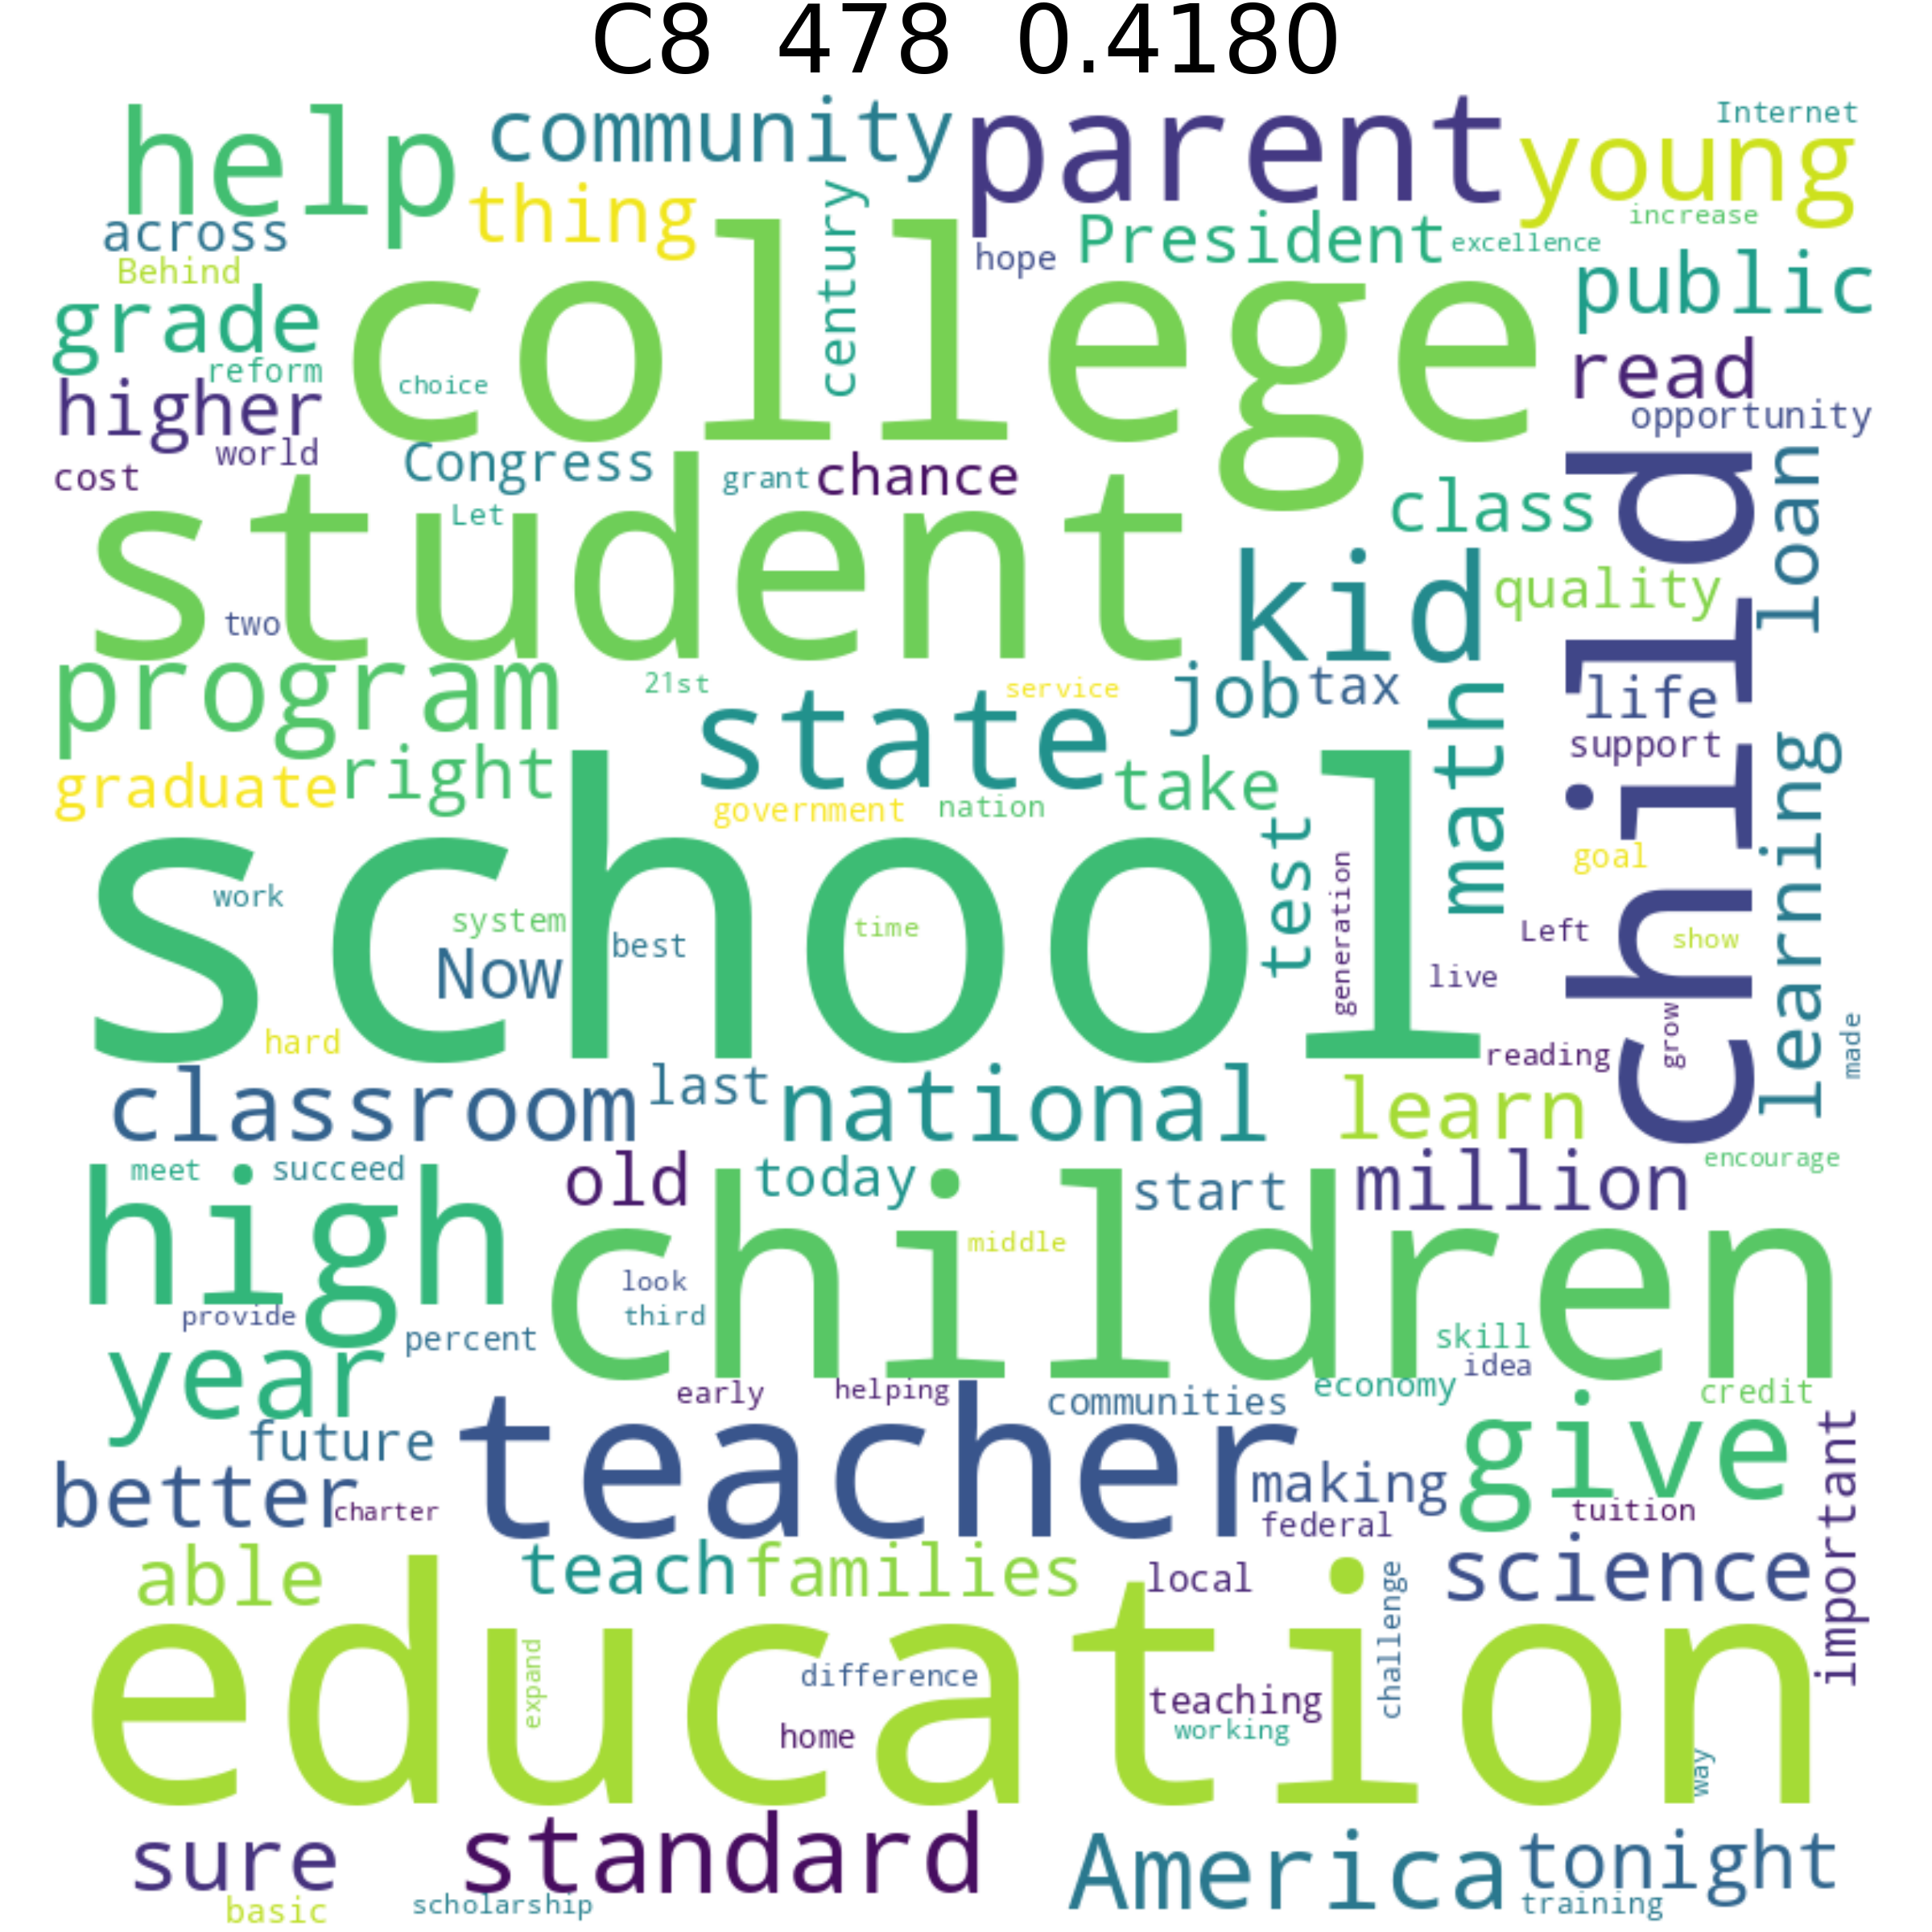 C8 478 0.4180
help community parent young Internet
across thing century President increase
Behind hope excellence
grade college public
reform choice read
higher opportunity
world Congress grant chance
cost Let class loan
student kid quality child
two
program 21st service job tax life
state math support
graduate right government nation take learning
school test generation goal
work system best time Left show
Now live
hard reading grow made
classroom last national learn
meet succeed old today start million encourage
high children middle
look
provide percent third skill
year early helping communities economy idea credit
future teacher give important
better charter making federal tuition
able teach families local challenge science
education expand difference teaching
home working way
sure standard America tonight
basic scholarship training